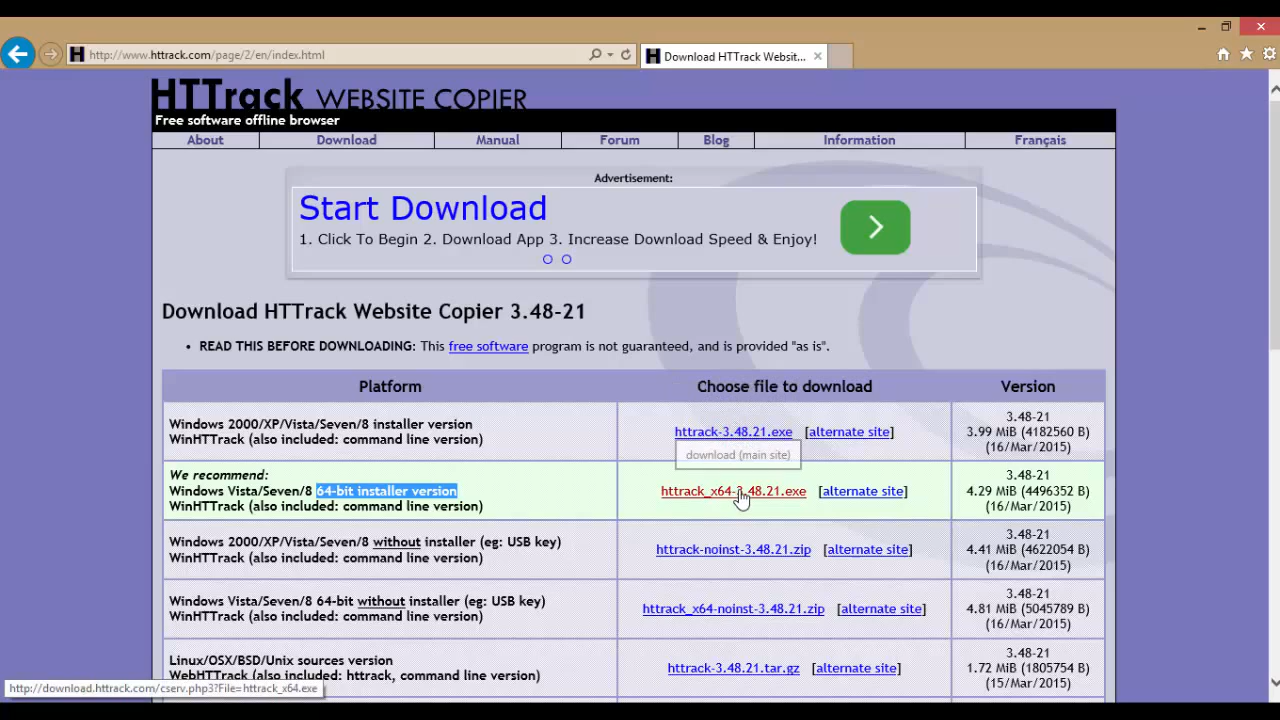 http://www.httrack.com/page/2/en/index.html
Download HTTrack Websit...
HTTrack WEBSITE COPIER
Free software offline browser
About Download Manual Forum Blog Information Français
Advertisement:
Start Download
1. Click To Begin 2. Download App 3. Increase Download Speed & Enjoy!
Download HTTrack Website Copier 3.48-21
• READ THIS BEFORE DOWNLOADING: This free software program is not guaranteed, and is provided "as is".
Platform Choose file to download Version
Windows 2000/XP/Vista/Seven/8 installer version
WinHTTrack (also included: command line version)
httrack-3.48.21.exe [alternate site]
download (main site)
3.48-21
3.99 MiB (4182560 B)
(16/Mar/2015)
We recommend:
Windows Vista/Seven/8 64-bit installer version
WinHTTrack (also included: command line version)
httrack_x64-3.48.21.exe [alternate site]
3.48-21
4.29 MiB (4496352 B)
(16/Mar/2015)
Windows 2000/XP/Vista/Seven/8 without installer (eg: USB key)
WinHTTrack (also included: command line version)
httrack-noinst-3.48.21.zip [alternate site]
3.48-21
4.41 MiB (4622054 B)
(16/Mar/2015)
Windows Vista/Seven/8 64-bit without installer (eg: USB key)
WinHTTrack (also included: command line version)
httrack_x64-noinst-3.48.21.zip [alternate site]
3.48-21
4.81 MiB (5045789 B)
(16/Mar/2015)
Linux/OSX/BSD/Unix sources version
WebHTTrack (also included: httrack, command line version)
httrack-3.48.21.tar.gz [alternate site]
3.48-21
1.72 MiB (1805754 B)
(15/Mar/2015)
http://download.httrack.com/cserv.php3?File=httrack_x64.exe